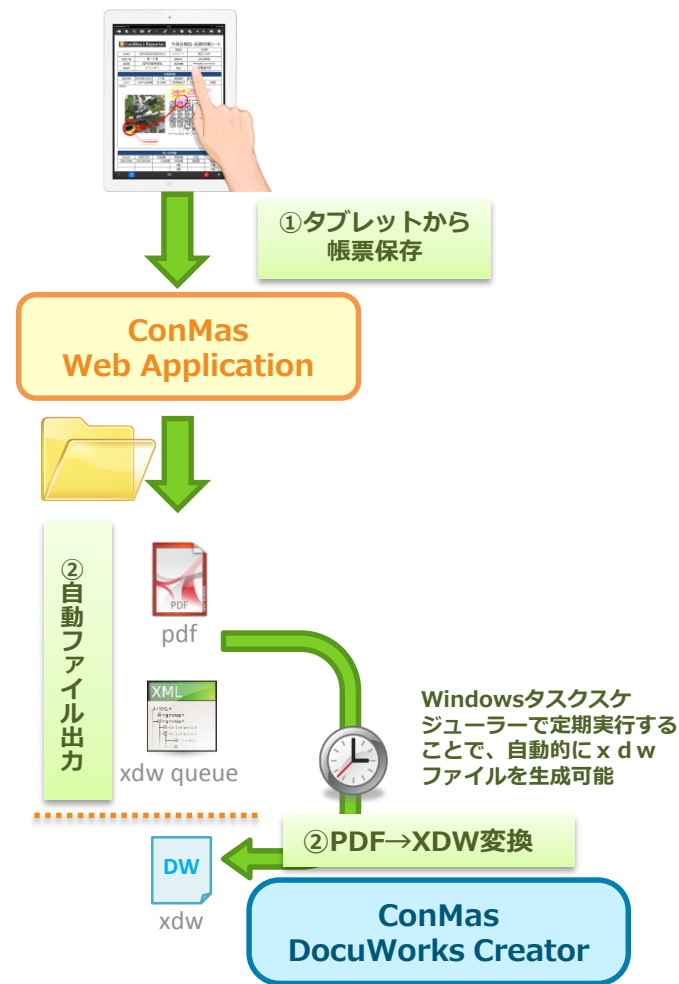 ConMas i-Reporter
①タブレットから
帳票保存
ConMas
Web Application
②自動ファイル出力
PDF
pdf
XML
xdw queue
Windowsタスクスケ
ジューラーで定期実行する
ことで、自動的にｘｄｗ
ファイルを生成可能
②PDF→XDW変換
DW
xdw
ConMas
DocuWorks Creator